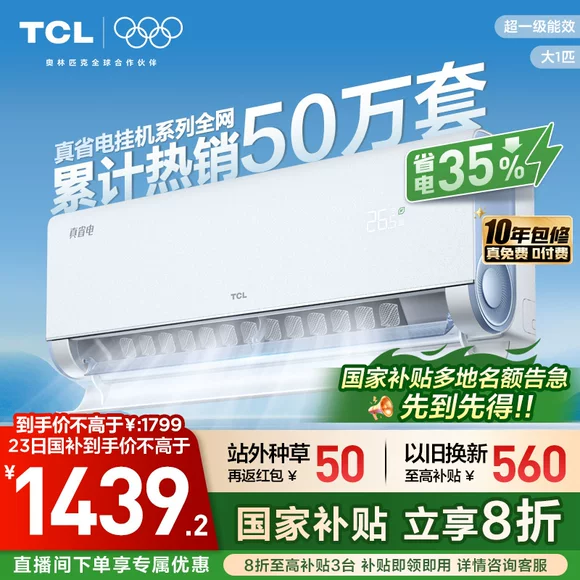 TCL
奥林匹克全球合作伙伴
超一级能效
大1匹
真省电挂机系列全网
累计热销50万套
省电35%
10年包修
真免费 0付费
真省电
26.5
TCL
国家补贴多地名额告急
先到先得!!
到手价不高于¥:1799
23日国补到手价不高于
¥1439.2
站外种草
再返红包¥
50
以旧换新
至高补贴¥
560
国家补贴 立享8折
直播间下单享专属优惠
8折至高补贴3台 补贴即领即用 详情咨询客服